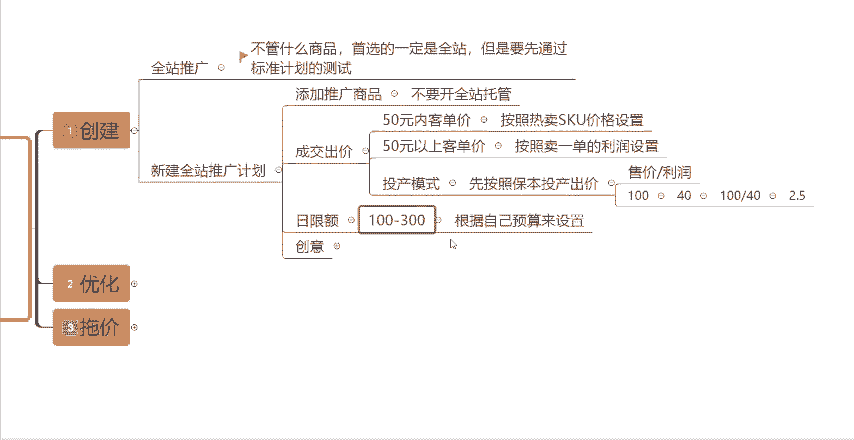 不管什么商品，首选的一定是全站，但是要先通过
标准计划的测试
全站推广
添加推广商品 不要开全站托管
50元内客单价 按照热卖SKU价格设置
1 创建
成交出价
50元以上客单价 按照卖一单的利润设置
新建全站推广计划
售价/利润
投产模式 先按照保本投产出价
100 40 100/40 2.5
日限额 100-300 根据自己预算来设置
创意
2 优化
3 拖价